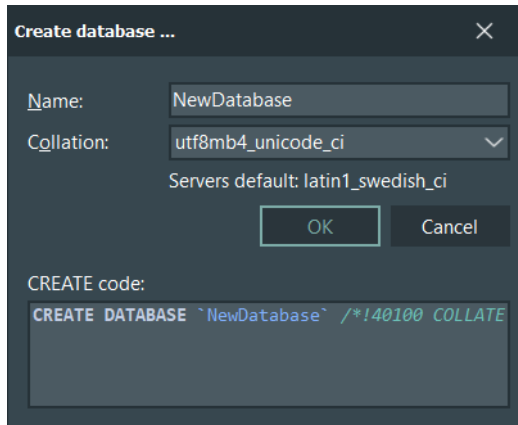 Create database ...
Name: NewDatabase
Collation: utf8mb4_unicode_ci
Servers default: latin1_swedish_ci
OK Cancel
CREATE code:
CREATE DATABASE `NewDatabase` /*!40100 COLLATE